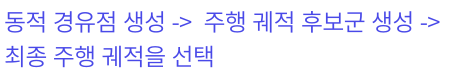 동적 경유점 생성 -> 주행 궤적 후보군 생성 ->
최종 주행 궤적을 선택